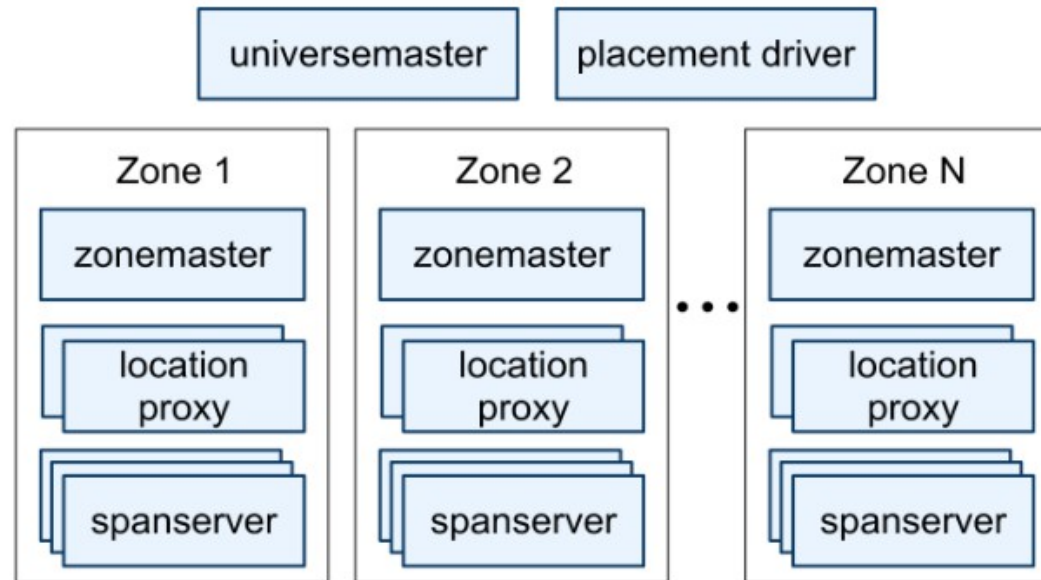 universemaster
placement driver
Zone 1
zonemaster
location
proxy
spanserver
Zone 2
zonemaster
location
proxy
spanserver
...
Zone N
zonemaster
location
proxy
spanserver